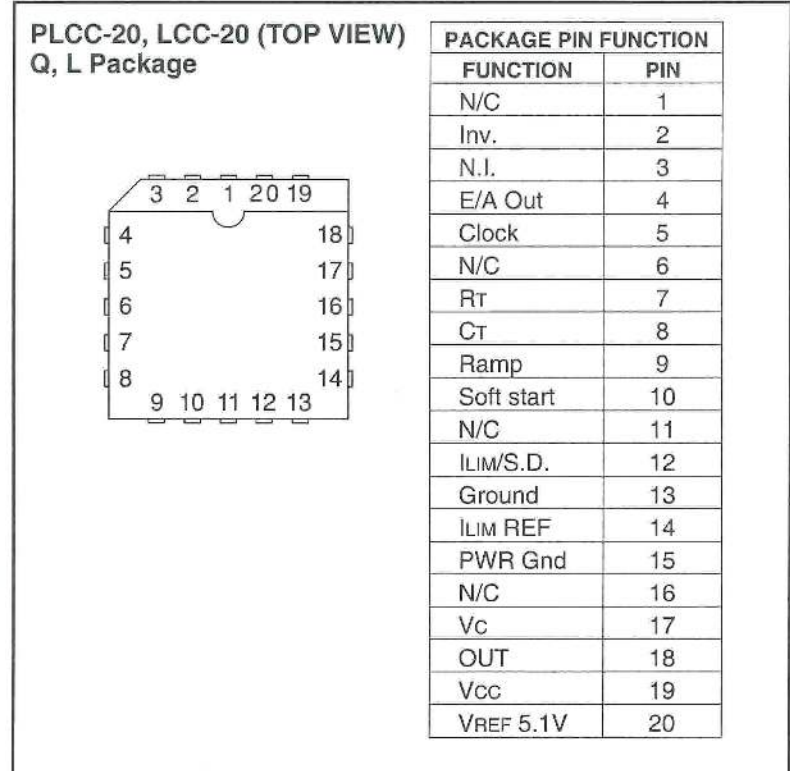 PLCC-20, LCC-20 (TOP VIEW)
Q, L Package
3 2 1 20 19
4 18
5 17
6 16
7 15
8 14
9 10 11 12 13
PACKAGE PIN FUNCTION
FUNCTION PIN
N/C 1
Inv. 2
N.I. 3
E/A Out 4
Clock 5
N/C 6
RT 7
CT 8
Ramp 9
Soft start 10
N/C 11
ILIM/S.D. 12
Ground 13
ILIM REF 14
PWR Gnd 15
N/C 16
VC 17
OUT 18
VCC 19
VREF 5.1V 20